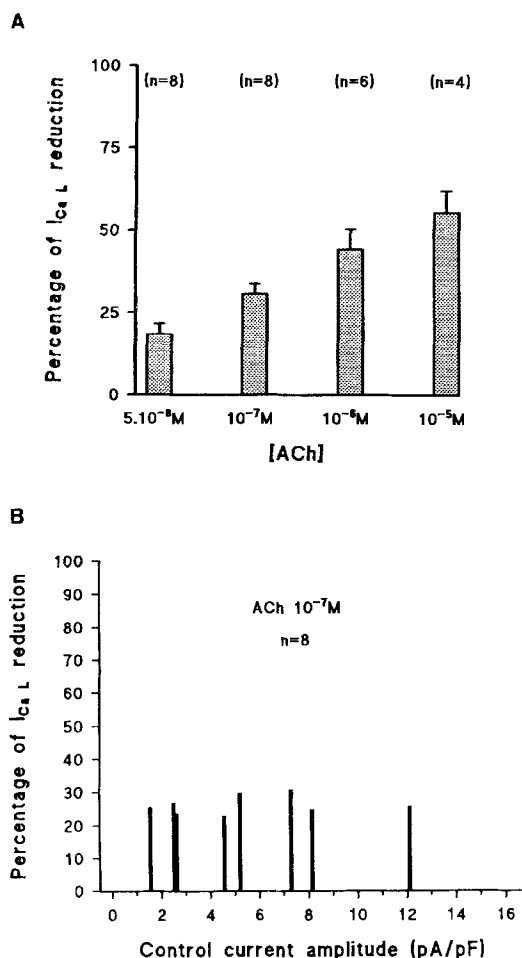 A
Percentage of I_Ca L reduction
100
75
50
25
0
(n=8) (n=8) (n=6) (n=4)
5.10⁻⁸M 10⁻⁷M 10⁻⁶M 10⁻⁵M
[ACh]
B
Percentage of I_Ca L reduction
100
90
80
70
60
50
40
30
20
10
0
ACh 10⁻⁷M
n=8
0 2 4 6 8 10 12 14 16
Control current amplitude (pA/pF)